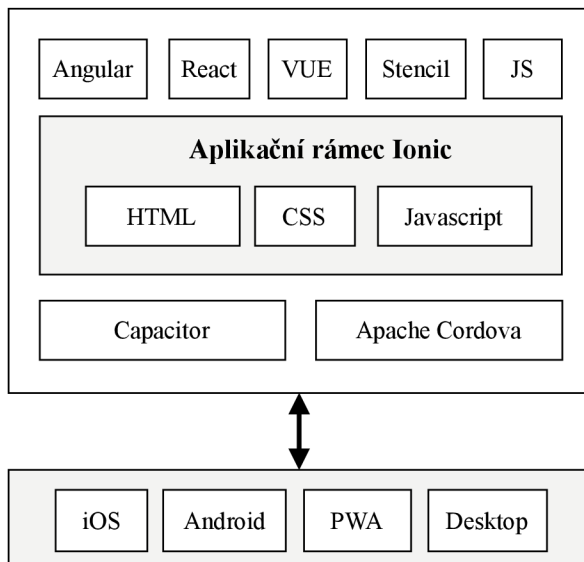 Angular React VUE Stencil JS
Aplikační rámec Ionic
HTML CSS Javascript
Capacitor Apache Cordova
iOS Android PWA Desktop